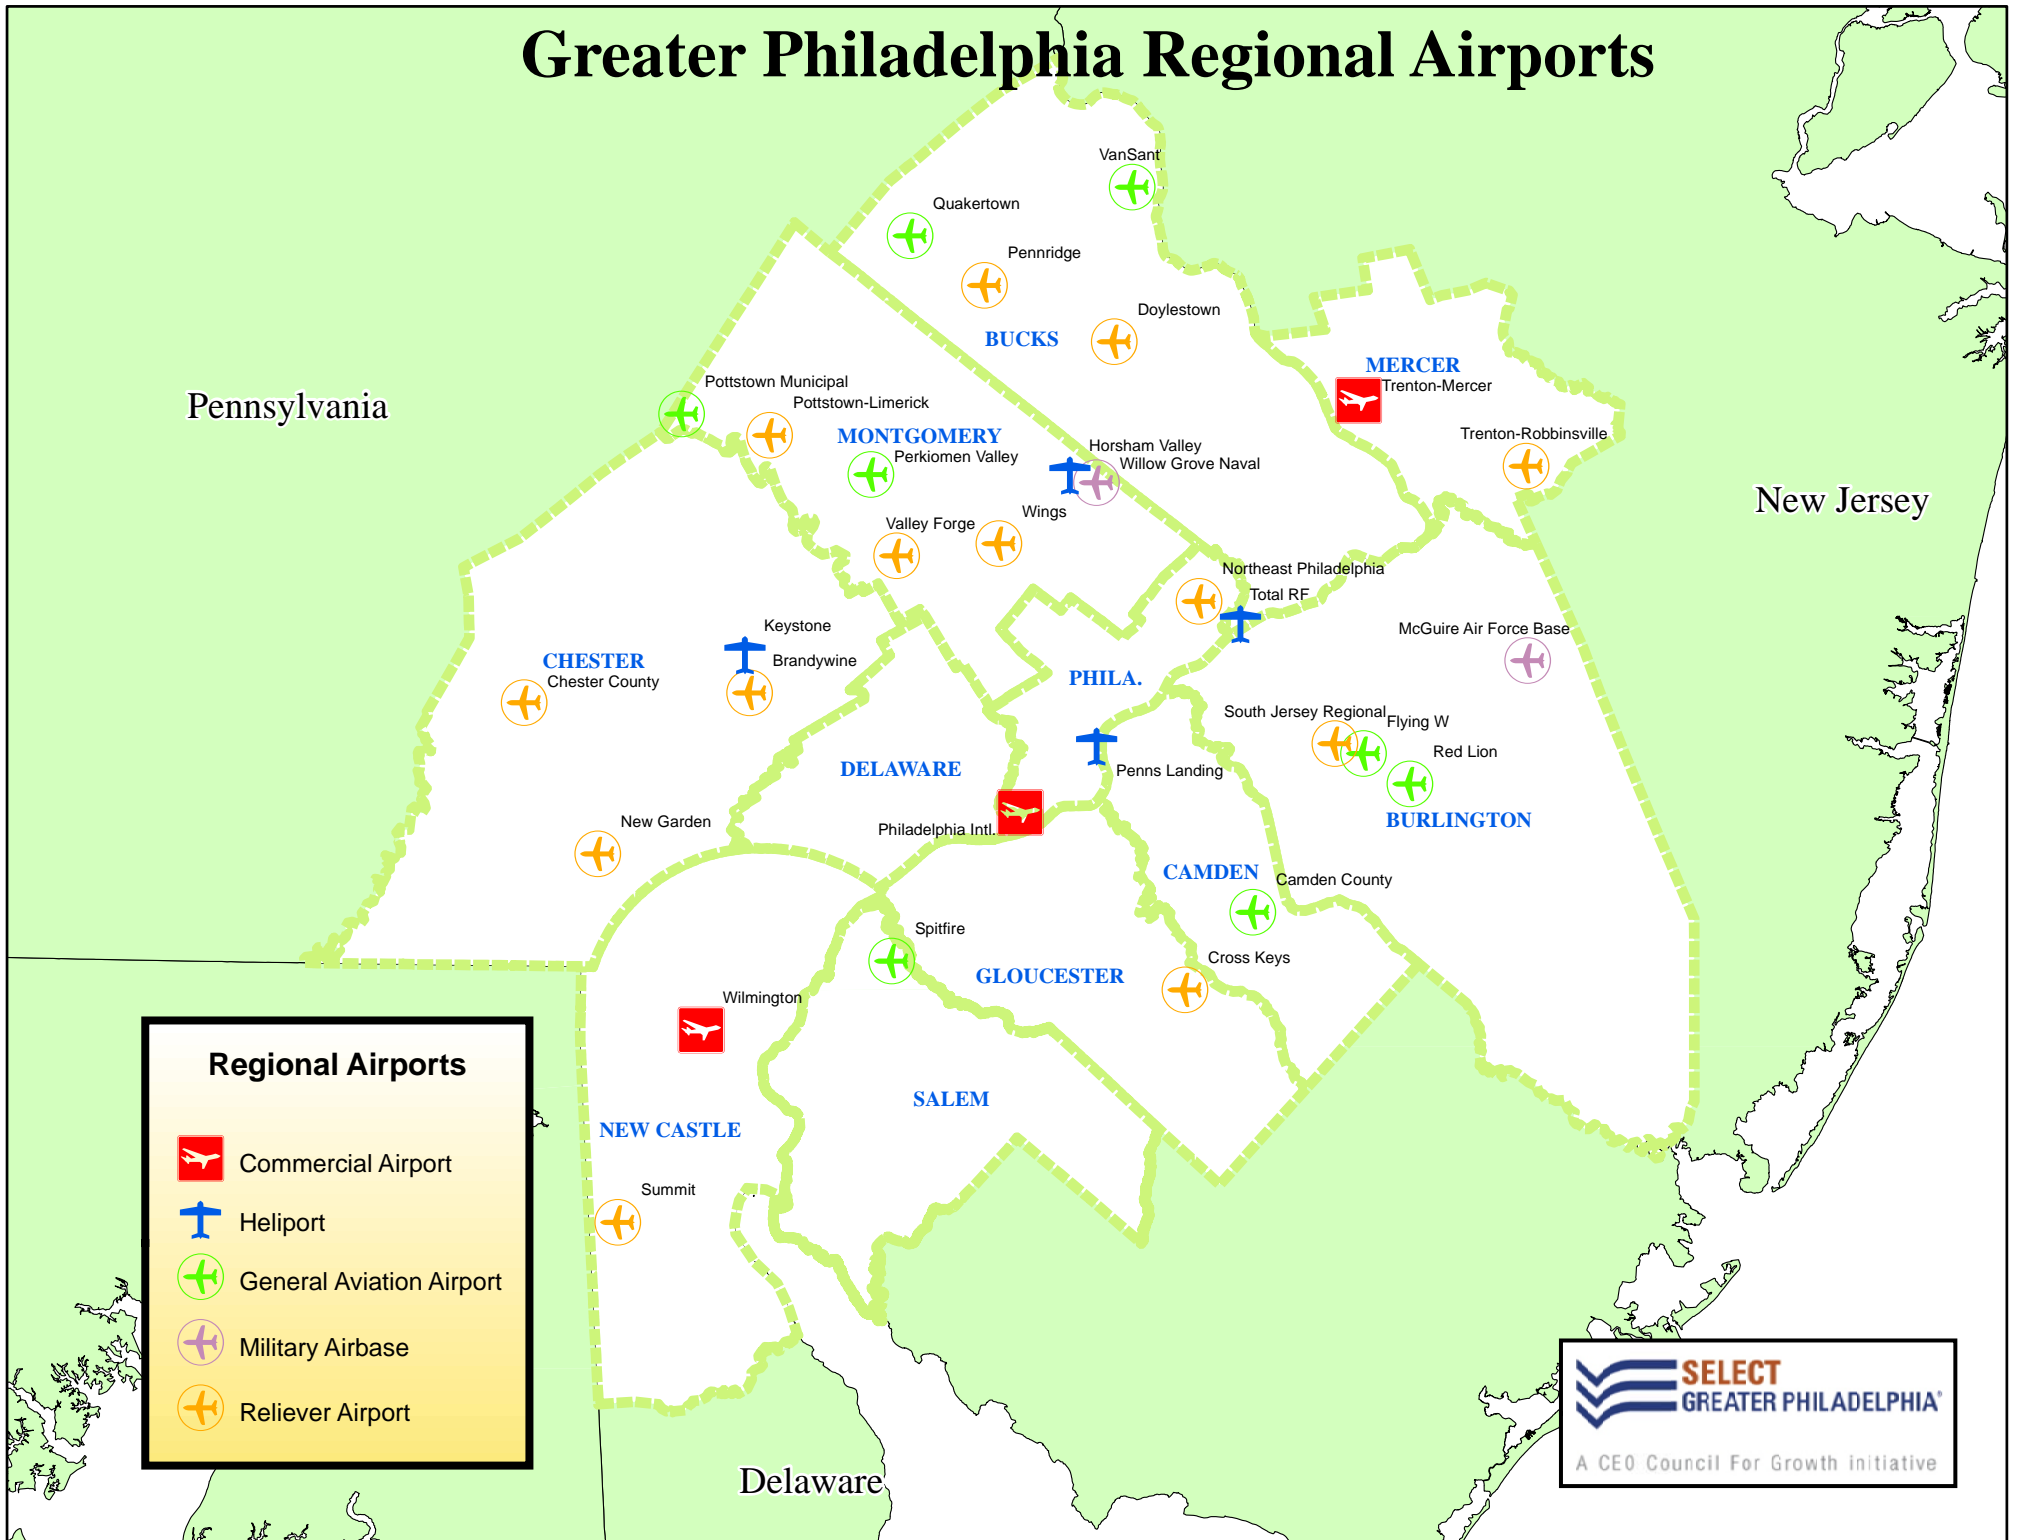 Greater Philadelphia Regional Airports
VanSant
Quakertown
Pennridge
Doylestown
BUCKS
MERCER
Trenton-Mercer
Pottstown Municipal
Pottstown-Limerick
Pennsylvania
MONTGOMERY
Perkiomen Valley
Horsham Valley
Willow Grove Naval
Trenton-Robbinsville
New Jersey
Valley Forge
Wings
Northeast Philadelphia
Total RF
Keystone
McGuire Air Force Base
CHESTER
Brandywine
Chester County
PHILA.
South Jersey Regional
Flying W
Red Lion
DELAWARE
Penns Landing
New Garden
Philadelphia Intl.
BURLINGTON
CAMDEN
Camden County
Spitfire
Cross Keys
GLOUCESTER
Wilmington
SALEM
NEW CASTLE
Summit
Regional Airports
Commercial Airport
Heliport
General Aviation Airport
Military Airbase
Reliever Airport
Delaware
SELECT
GREATER PHILADELPHIA®
A CEO Council For Growth initiative